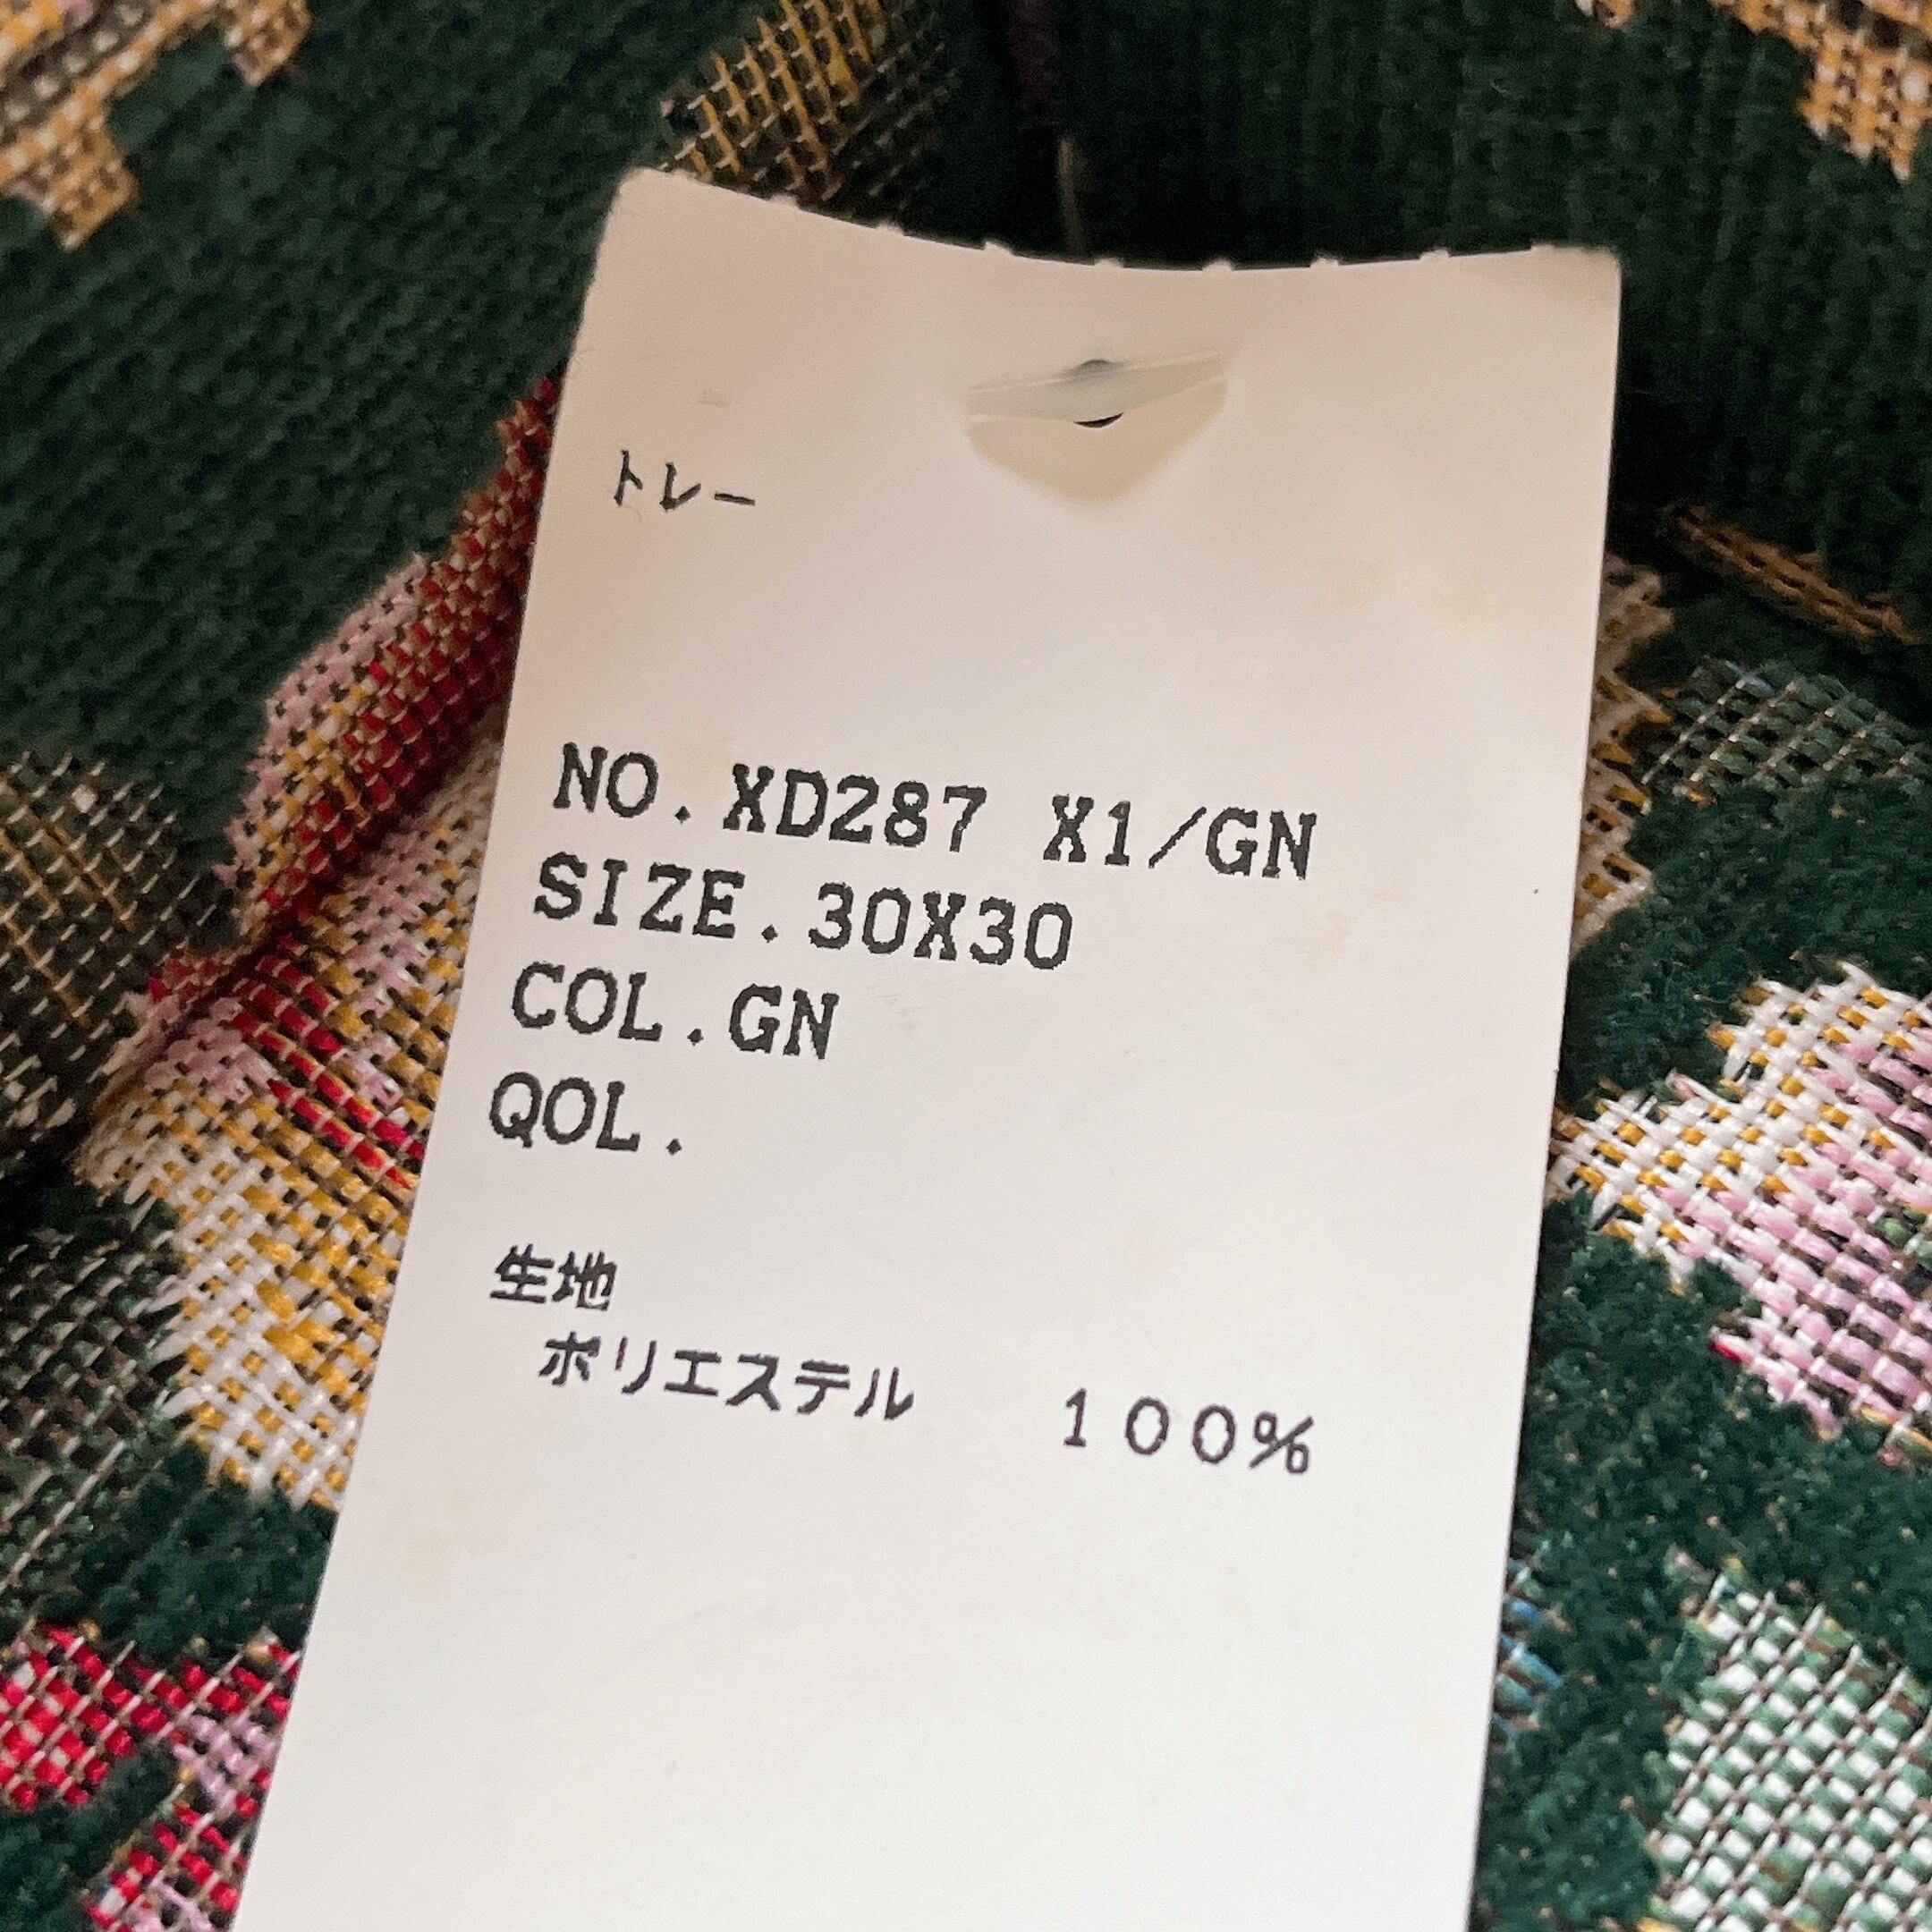 トレー
NO.XD287 X1/GN
SIZE.30X30
COL.GN
QOL.
生地
ポリエステル　１００％